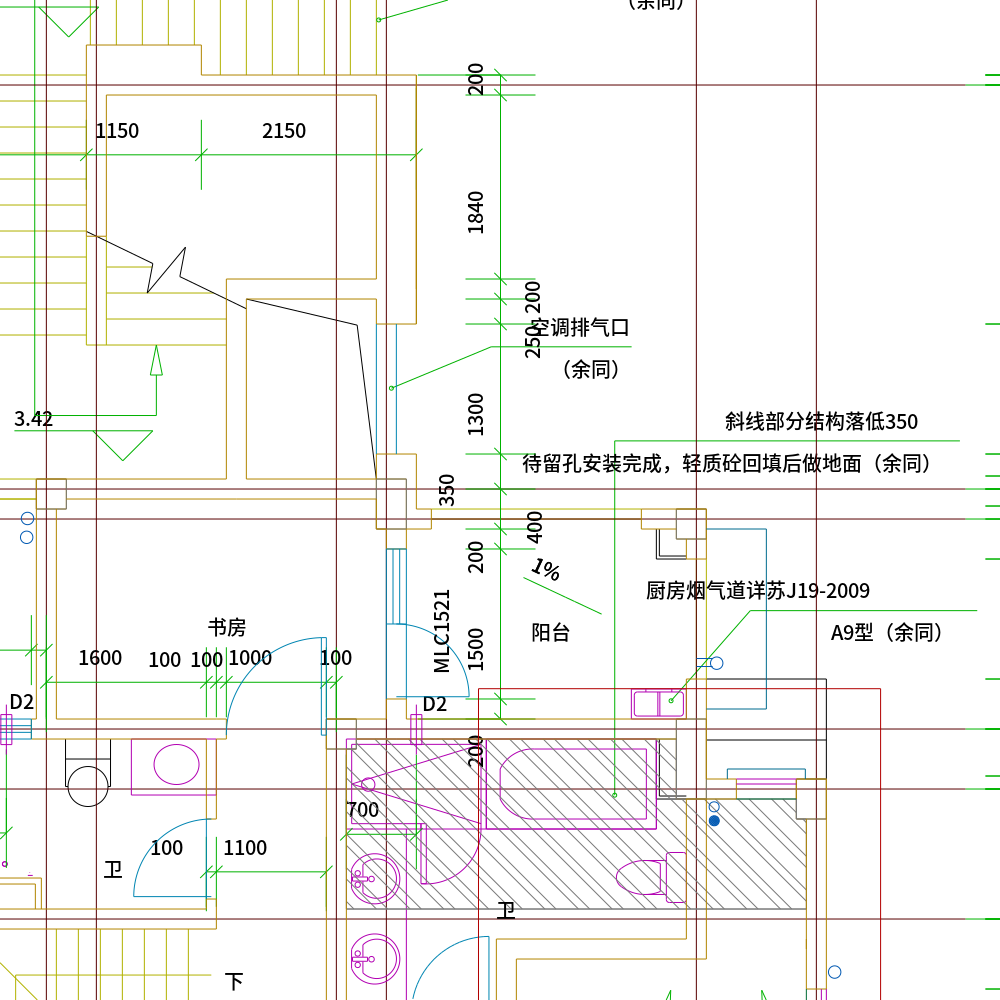 （余同）
200
1150
2150
1840
200
250
空调排气口
（余同）
1300
3.42
斜线部分结构落低350
待留孔安装完成，轻质砼回填后做地面（余同）
350
400
200
1%
厨房烟气道详苏J19-2009
A9型（余同）
MLC1521
书房
阳台
1500
1600
100
100
1000
100
D2
D2
200
700
100
1100
卫
卫
下